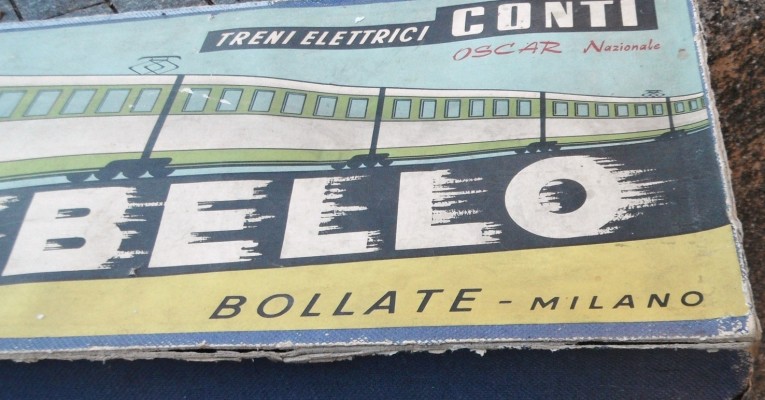 TRENI ELETTRICI CONTI
OSCAR Nazionale
BELLO
BOLLATE - MILANO